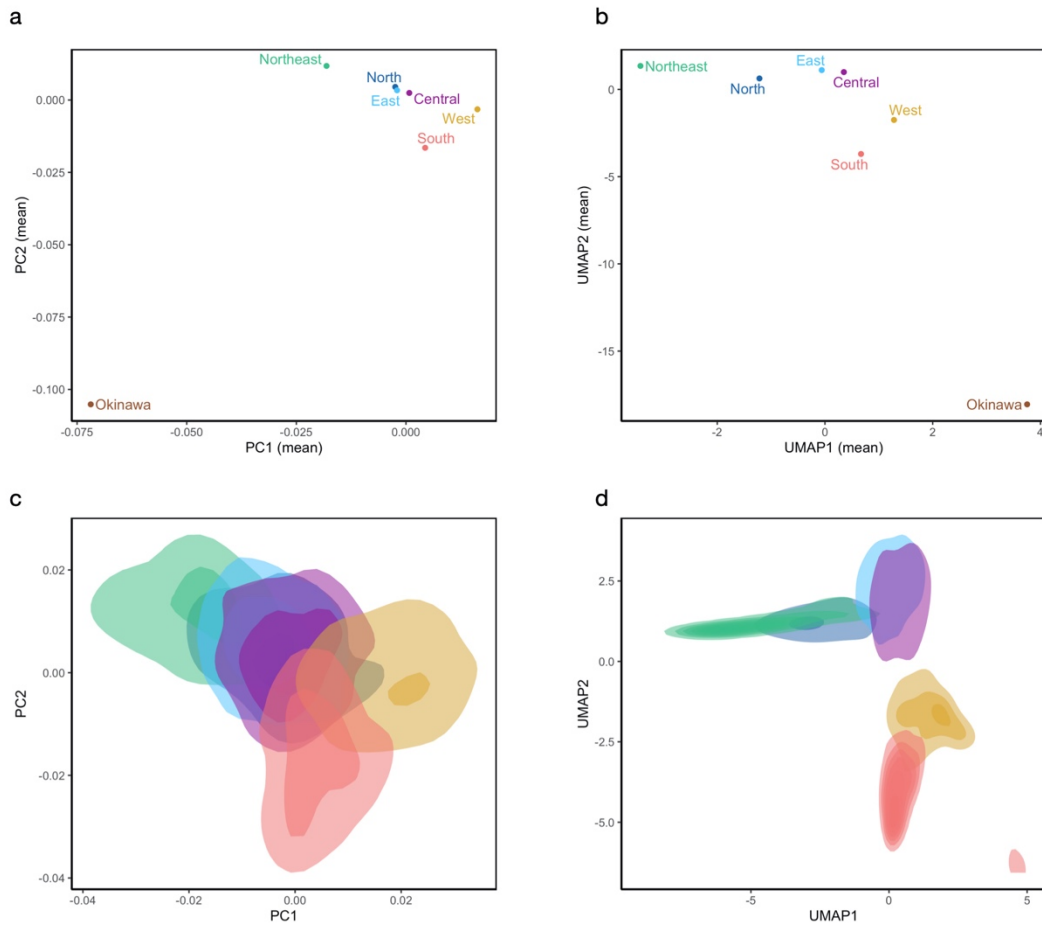 a
Northeast
North
East
Central
West
South
Okinawa
0.000
-0.025
-0.050
-0.075
-0.100
PC2 (mean)
-0.075
-0.050
-0.025
0.000
PC1 (mean)
b
Northeast
North
East
Central
West
South
Okinawa
0
-5
-10
-15
UMAP2 (mean)
-2
0
2
4
UMAP1 (mean)
c
0.02
0.00
-0.02
-0.04
PC2
-0.04
-0.02
0.00
0.02
PC1
d
2.5
0.0
-2.5
-5.0
UMAP2
-5
0
5
UMAP1